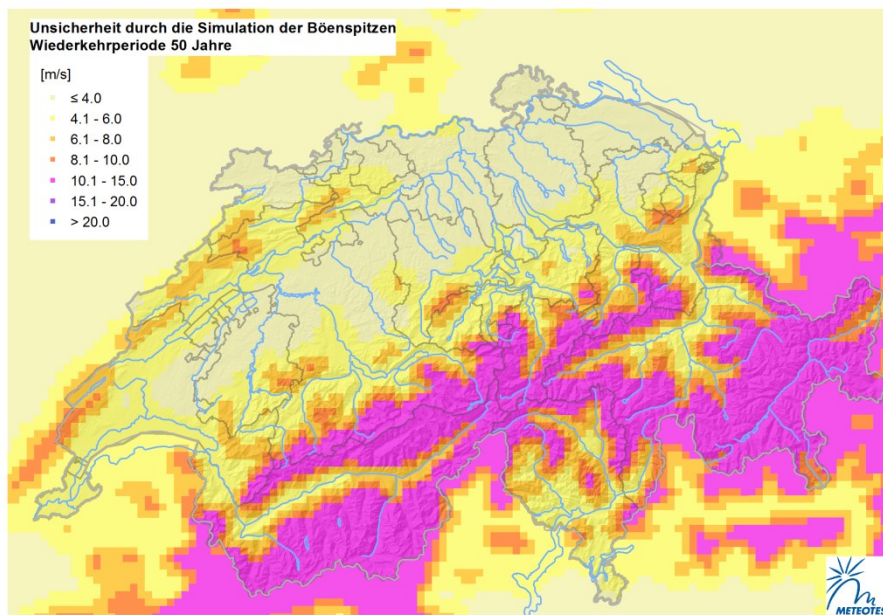 Unsicherheit durch die Simulation der Böenspitzen
Wiederkehrperiode 50 Jahre
[m/s]
≤ 4.0
4.1 - 6.0
6.1 - 8.0
8.1 - 10.0
10.1 - 15.0
15.1 - 20.0
> 20.0
METEOTES